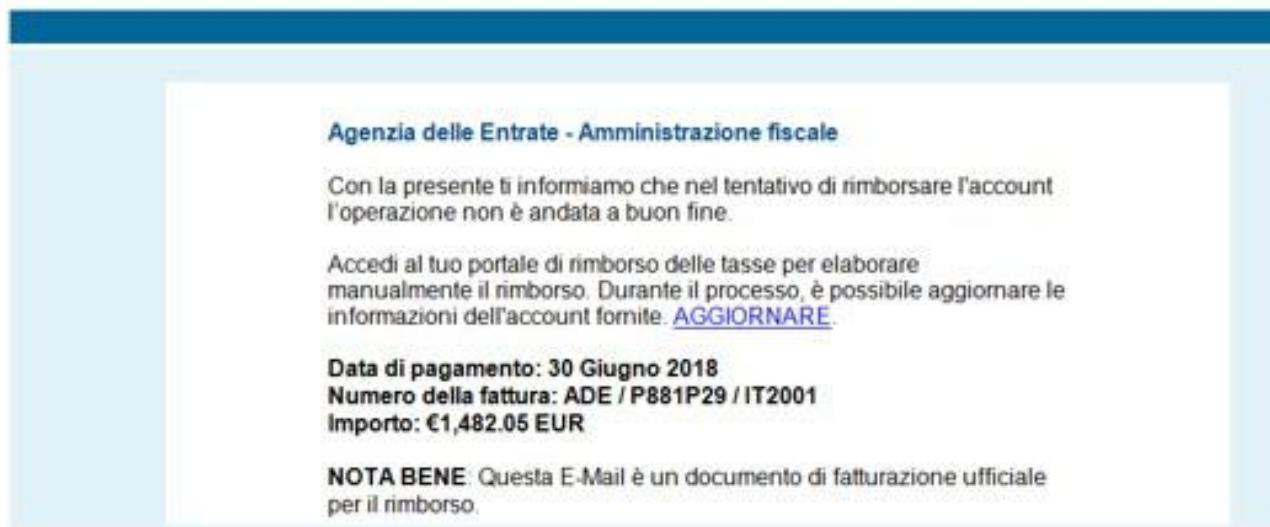 Agenzia delle Entrate - Amministrazione fiscale
Con la presente ti informiamo che nel tentativo di rimborsare l'account
l'operazione non è andata a buon fine.
Accedi al tuo portale di rimborso delle tasse per elaborare
manualmente il rimborso. Durante il processo, è possibile aggiornare le
informazioni dell'account fornite. AGGIORNARE.
Data di pagamento: 30 Giugno 2018
Numero della fattura: ADE / P881P29 / IT2001
Importo: €1,482.05 EUR
NOTA BENE: Questa E-Mail è un documento di fatturazione ufficiale
per il rimborso.